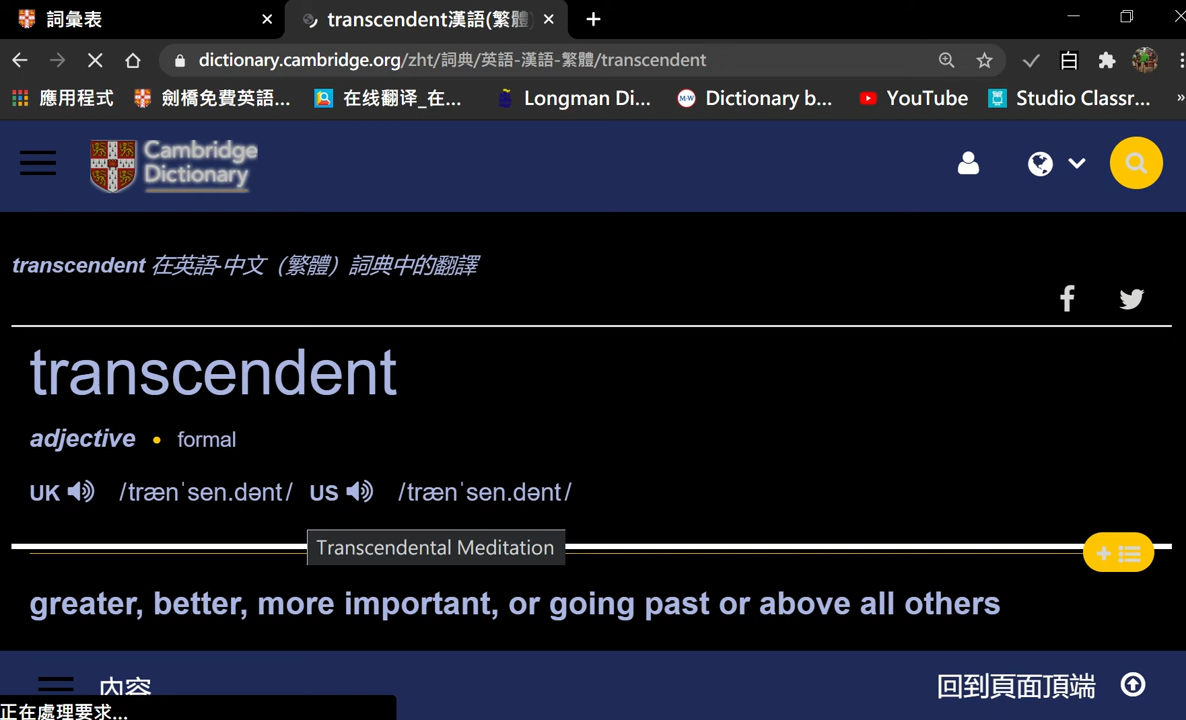 詞彙表
transcendent漢語(繁體
dictionary.cambridge.org/zht/詞典/英語-漢語-繁體/transcendent
白
應用程式 劍橋免費英語... 在线翻译_在... Longman Di... M-W Dictionary b... YouTube Studio Classr... »
Cambridge
Dictionary
transcendent 在英語-中文（繁體）詞典中的翻譯
transcendent
adjective • formal
UK /trænˈsen.dənt/ US /trænˈsen.dənt/
Transcendental Meditation
greater, better, more important, or going past or above all others
內容 回到頁面頂端
正在處理要求...